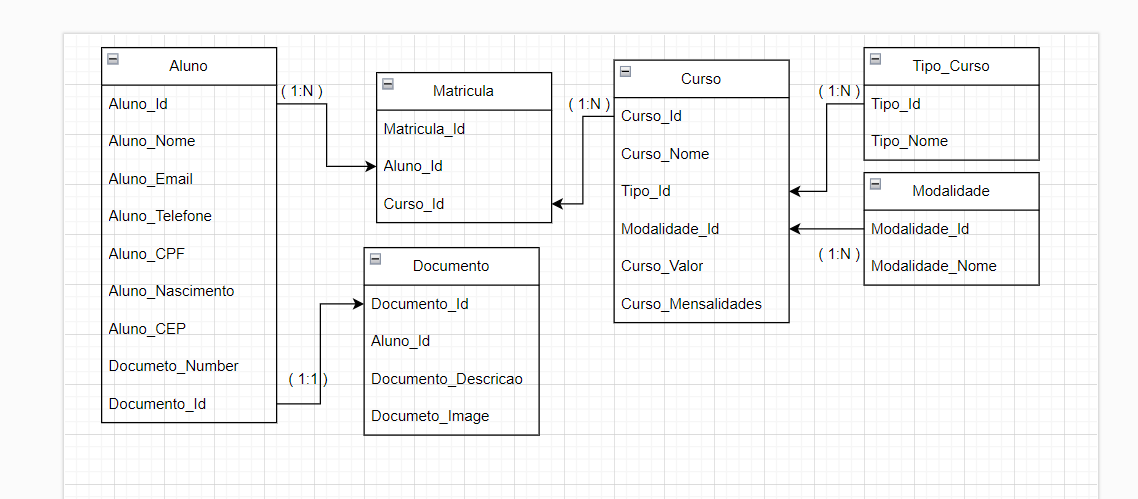 Aluno
Aluno_Id
Aluno_Nome
Aluno_Email
Aluno_Telefone
Aluno_CPF
Aluno_Nascimento
Aluno_CEP
Documeto_Number
Documento_Id
( 1:N )
( 1:1 )
Matricula
Matricula_Id
Aluno_Id
Curso_Id
Documento
Documento_Id
Aluno_Id
Documento_Descricao
Documeto_Image
( 1:N )
Curso
Curso_Id
Curso_Nome
Tipo_Id
Modalidade_Id
Curso_Valor
Curso_Mensalidades
( 1:N )
( 1:N )
Tipo_Curso
Tipo_Id
Tipo_Nome
Modalidade
Modalidade_Id
Modalidade_Nome